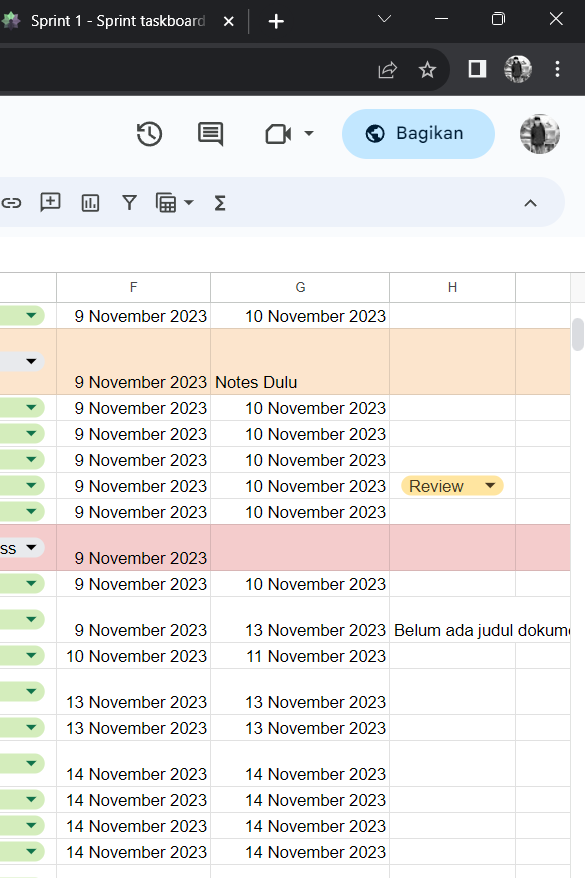 Sprint 1 - Sprint taskboard
Bagikan
F G H
9 November 2023 10 November 2023
9 November 2023 Notes Dulu
9 November 2023 10 November 2023
9 November 2023 10 November 2023
9 November 2023 10 November 2023
9 November 2023 10 November 2023 Review
9 November 2023 10 November 2023
ss 9 November 2023
9 November 2023 10 November 2023
9 November 2023 13 November 2023 Belum ada judul dokume
10 November 2023 11 November 2023
13 November 2023 13 November 2023
13 November 2023 13 November 2023
14 November 2023 14 November 2023
14 November 2023 14 November 2023
14 November 2023 14 November 2023
14 November 2023 14 November 2023